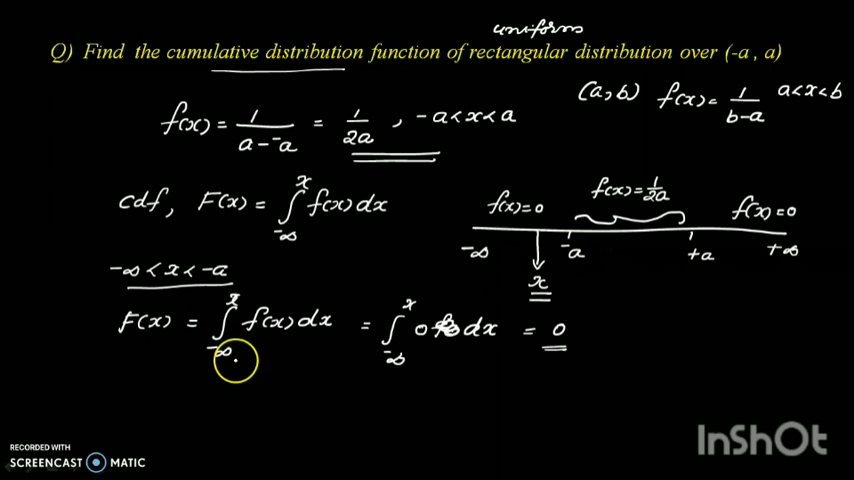 uniform
Q) Find the cumulative distribution function of rectangular distribution over (-a , a)
(a,b) f(x) = 1/(b-a) a<x<b
f(x) = 1/(a - -a) = 1/2a , -a<x<a
cdf, F(x) = ∫_{-∞}^{x} f(x) dx
f(x)=0 f(x)=1/2a f(x)=0
-∞ -a +a +∞
x
-∞ < x < -a
F(x) = ∫_{-∞}^{x} f(x) dx = ∫_{-∞}^{x} 0 dx = 0
InShOt
RECORDED WITH
SCREENCAST MATIC